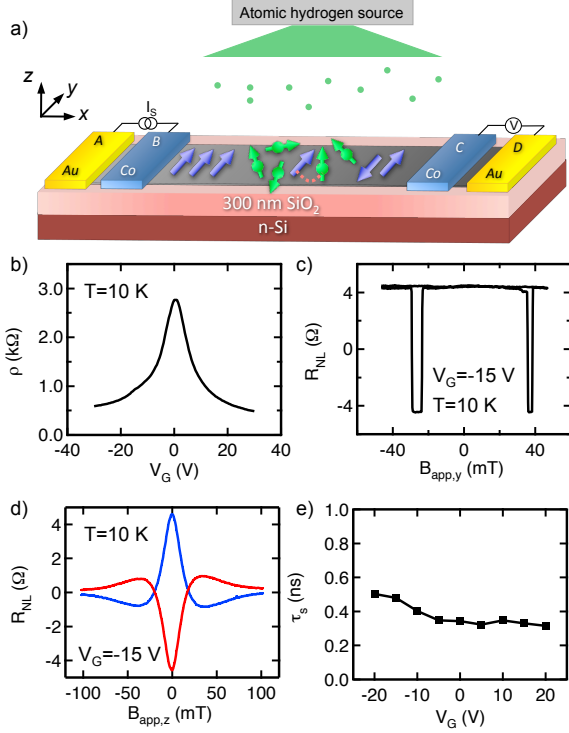 Atomic hydrogen source
a)
z
y
x
I_S
V
A
B
C
D
Au
Co
Co
Au
300 nm SiO₂
n-Si
b)
T=10 K
ρ (kΩ)
3.0
2.0
1.0
0.0
-40 -20 0 20 40
V_G (V)
c)
R_NL (Ω)
4
0
-4
V_G=-15 V
T=10 K
-40 0 40
B_app,y (mT)
d)
T=10 K
R_NL (Ω)
4
2
0
-2
-4
V_G=-15 V
-100 -50 0 50 100
B_app,z (mT)
e)
τ_s (ns)
1.0
0.8
0.6
0.4
0.2
0.0
-20 -10 0 10 20
V_G (V)